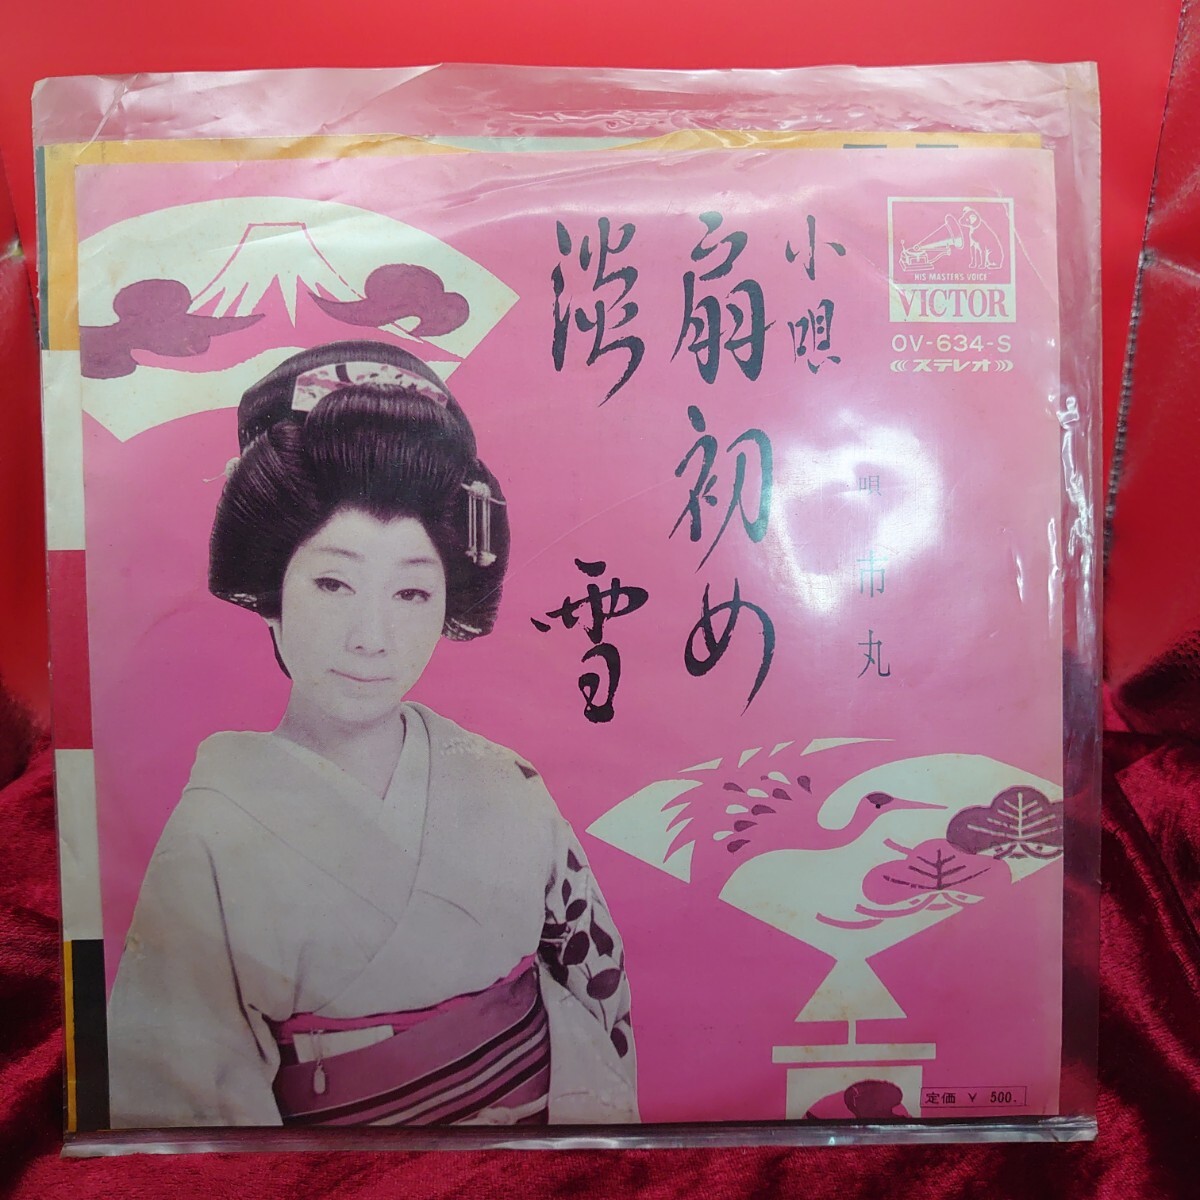 小唄
扇初め
淡雪
唄 市丸
HIS MASTER'S VOICE
VICTOR
OV-634-S
ステレオ
定価 ¥ 500.